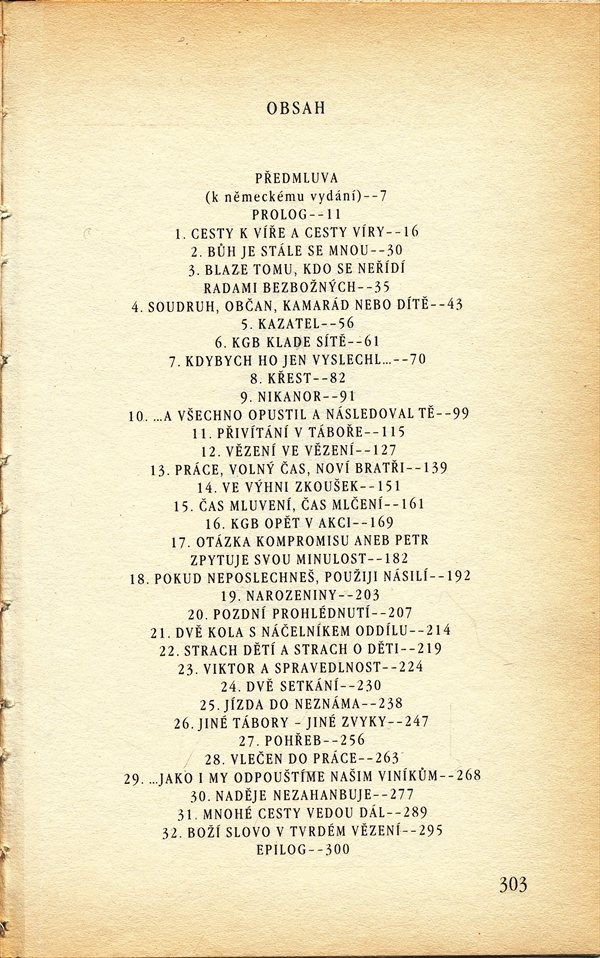 OBSAH
PŘEDMLUVA
(k německému vydání)--7
PROLOG--11
1. CESTY K VÍŘE A CESTY VÍRY--16
2. BŮH JE STÁLE SE MNOU--30
3. BLAZE TOMU, KDO SE NEŘÍDÍ
RADAMI BEZBOŽNÝCH--35
4. SOUDRUH, OBČAN, KAMARÁD NEBO DÍTĚ--43
5. KAZATEL--56
6. KGB KLADE SÍTĚ--61
7. KDYBYCH HO JEN VYSLECHL...--70
8. KŘEST--82
9. NIKANOR--91
10. ...A VŠECHNO OPUSTIL A NÁSLEDOVAL TĚ--99
11. PŘIVÍTÁNÍ V TÁBOŘE--115
12. VĚZENÍ VE VĚZENÍ--127
13. PRÁCE, VOLNÝ ČAS, NOVÍ BRATŘI--139
14. VE VÝHNI ZKOUŠEK--151
15. ČAS MLUVENÍ, ČAS MLČENÍ--161
16. KGB OPĚT V AKCI--169
17. OTÁZKA KOMPROMISU ANEB PETR
ZPYTUJE SVOU MINULOST--182
18. POKUD NEPOSLECHNEŠ, POUŽIJI NÁSILÍ--192
19. NAROZENINY--203
20. POZDNÍ PROHLÉDNUTÍ--207
21. DVĚ KOLA S NÁČELNÍKEM ODDÍLU--214
22. STRACH DĚTÍ A STRACH O DĚTI--219
23. VIKTOR A SPRAVEDLNOST--224
24. DVĚ SETKÁNÍ--230
25. JÍZDA DO NEZNÁMA--238
26. JINÉ TÁBORY – JINÉ ZVYKY--247
27. POHŘEB--256
28. VLEČEN DO PRÁCE--263
29. ...JAKO I MY ODPOUŠTÍME NAŠIM VINÍKŮM--268
30. NADĚJE NEZAHANBUJE--277
31. MNOHÉ CESTY VEDOU DÁL--289
32. BOŽÍ SLOVO V TVRDÉM VĚZENÍ--295
EPILOG--300
303